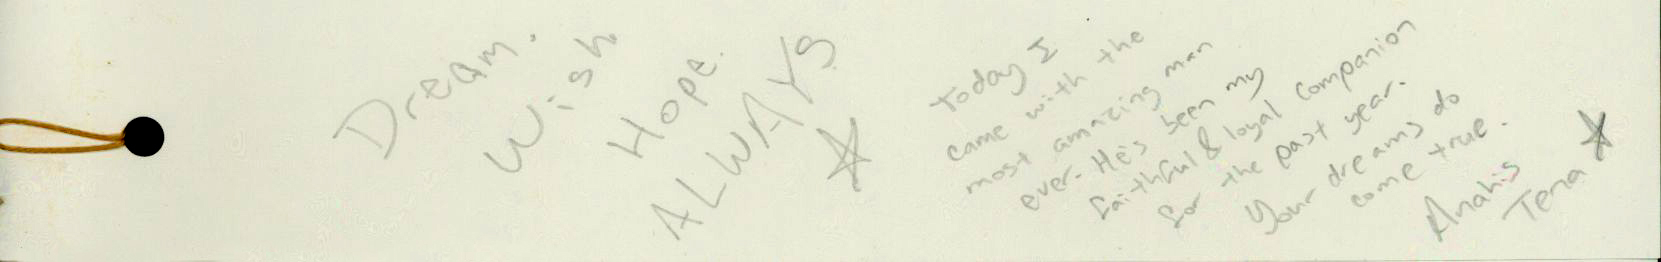 Dream.
Wish
Hope.
ALWAYS
Today I
came with the
most amazing man
ever. He's been my
faithful & loyal companion
for the past year.
Your dreams do
come true.
Anahis
Tena